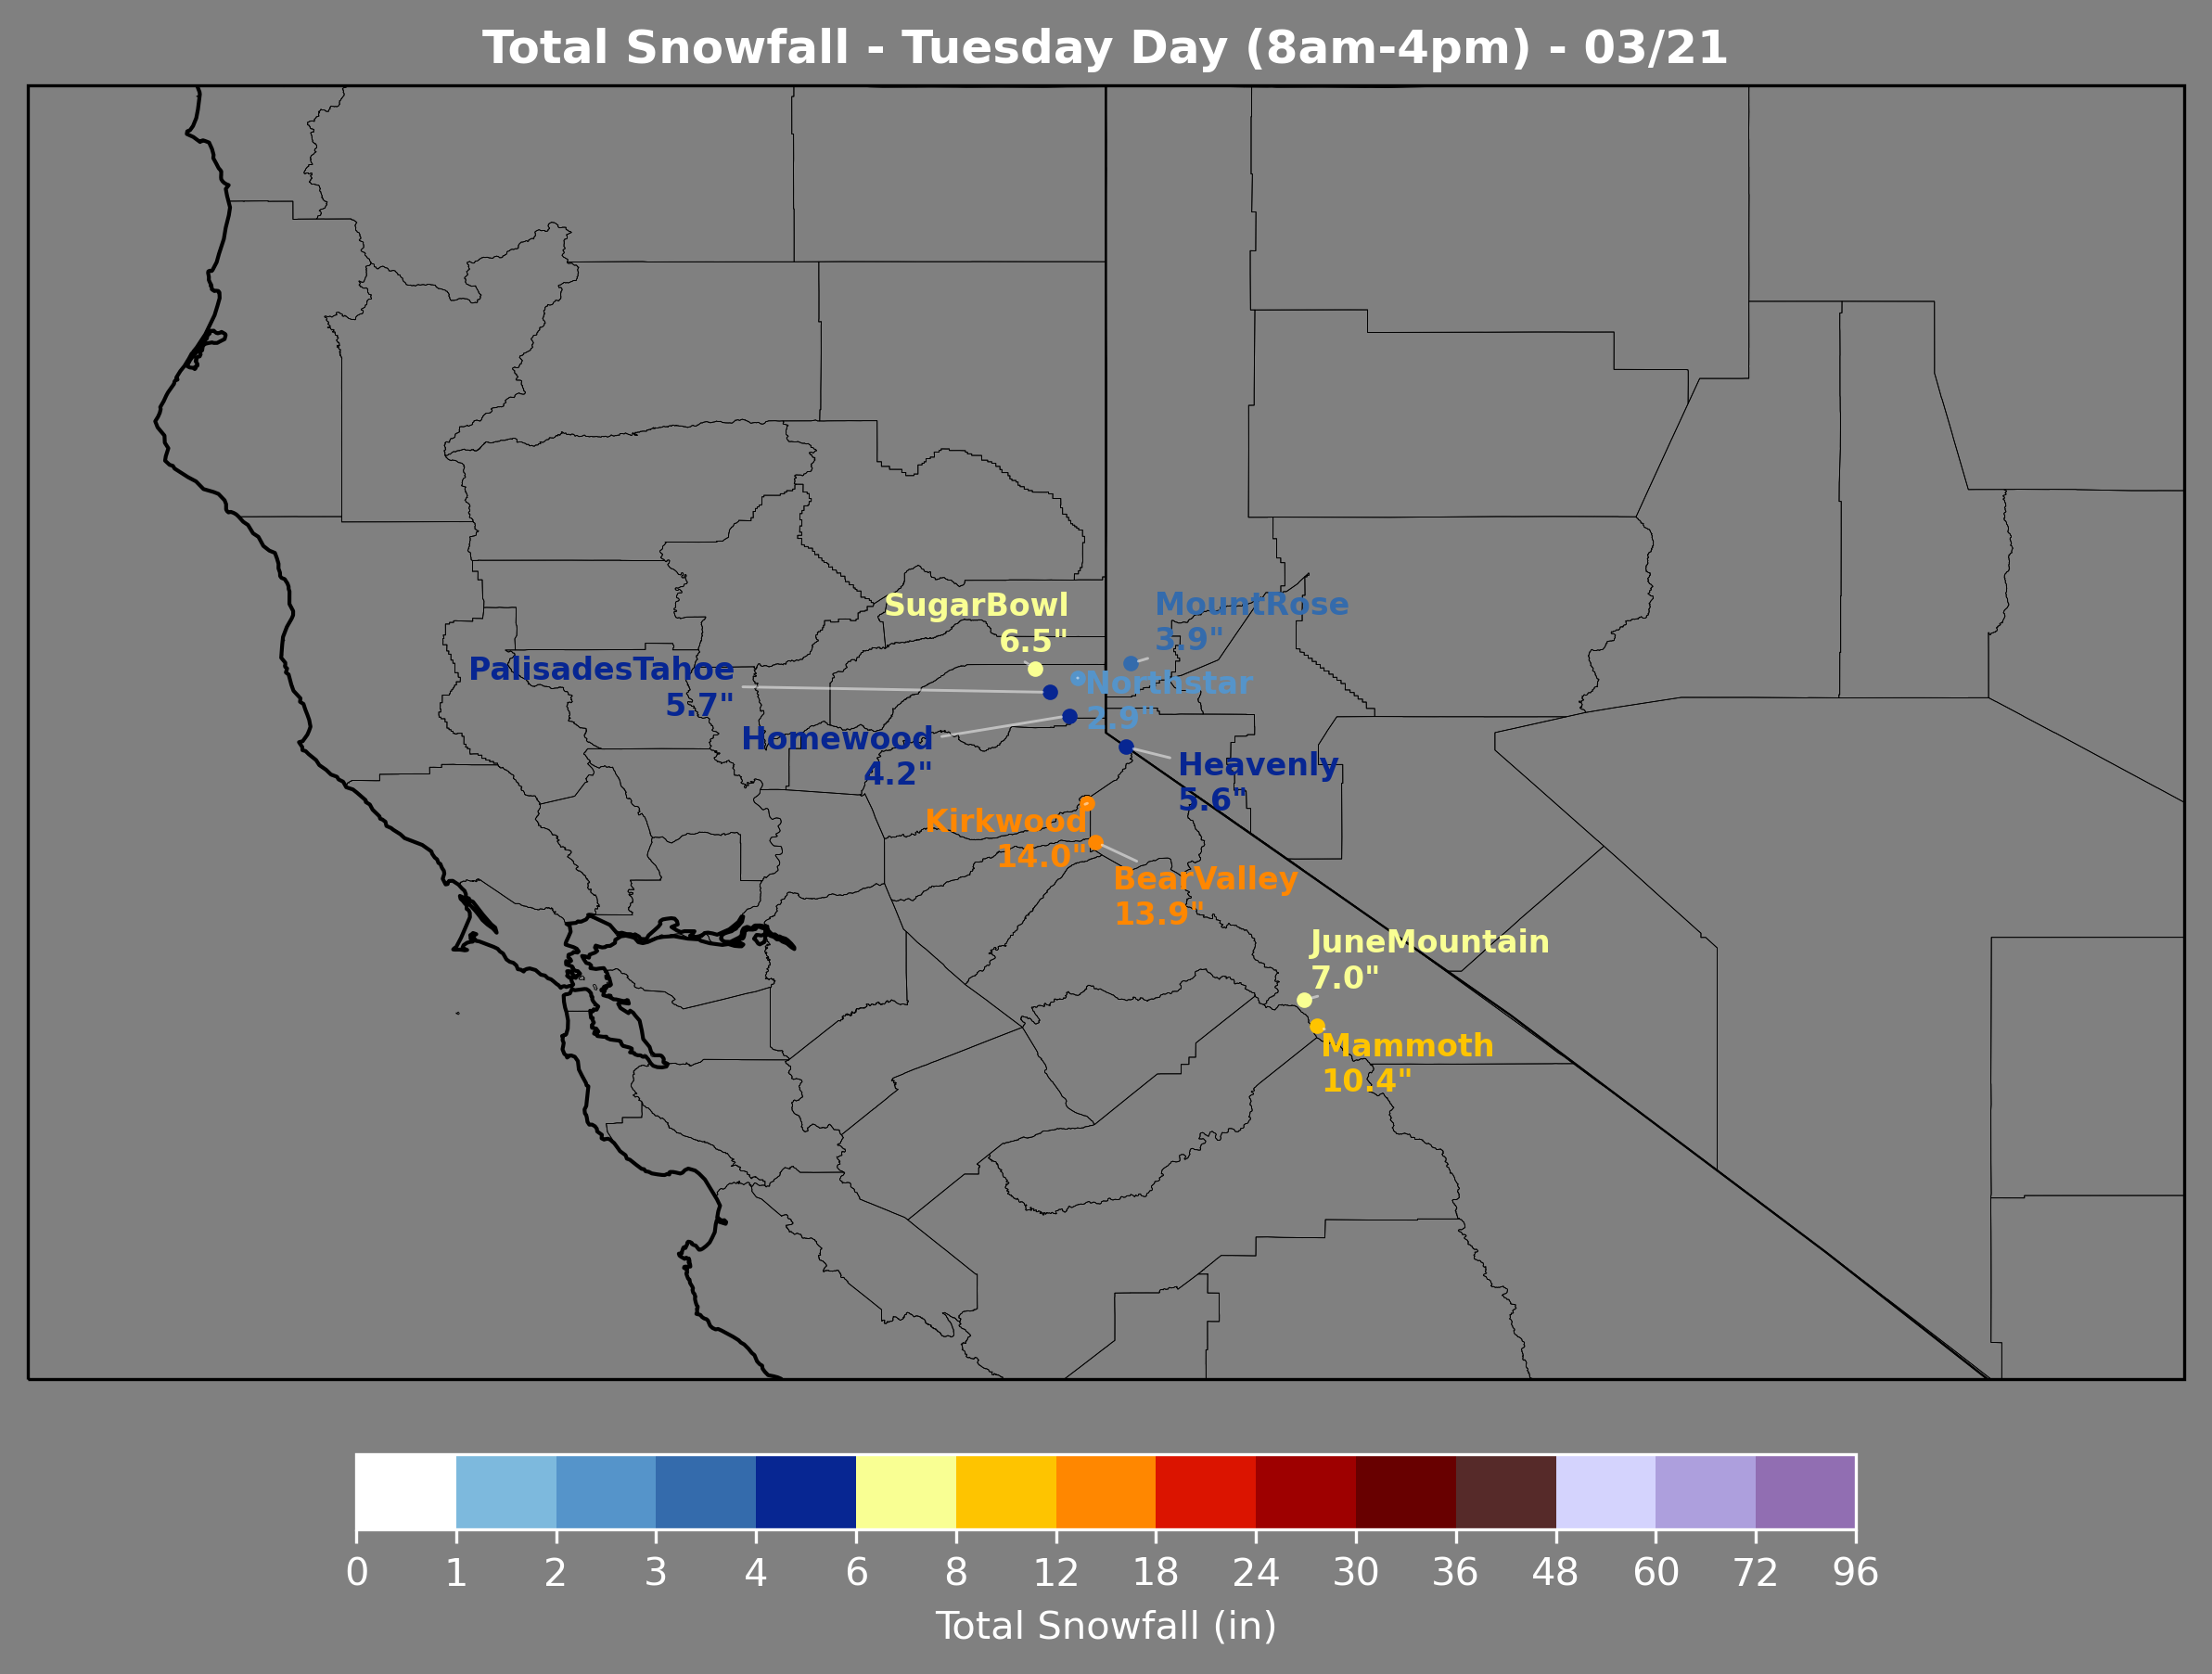 Total Snowfall - Tuesday Day (8am-4pm) - 03/21
SugarBowl
6.5"
MountRose
3.9"
PalisadesTahoe
5.7"
Northstar
2.9"
Homewood
4.2"
Heavenly
5.6"
Kirkwood
14.0"
BearValley
13.9"
JuneMountain
7.0"
Mammoth
10.4"
0 1 2 3 4 6 8 12 18 24 30 36 48 60 72 96
Total Snowfall (in)